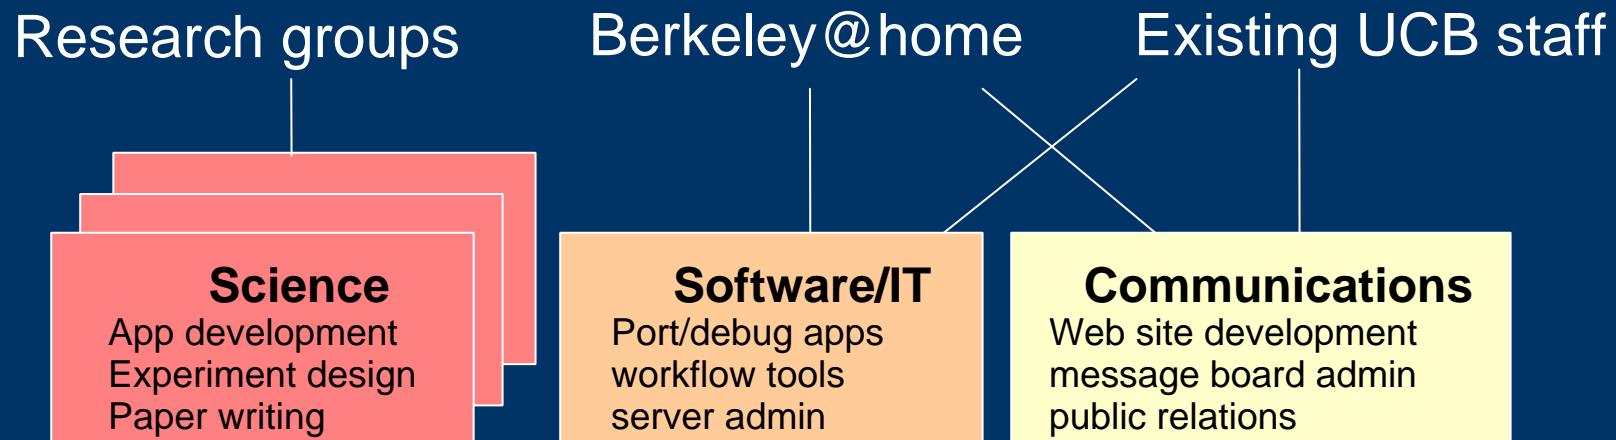 Research groups
Berkeley@home
Existing UCB staff
Science
App development
Experiment design
Paper writing
Software/IT
Port/debug apps
workflow tools
server admin
Communications
Web site development
message board admin
public relations